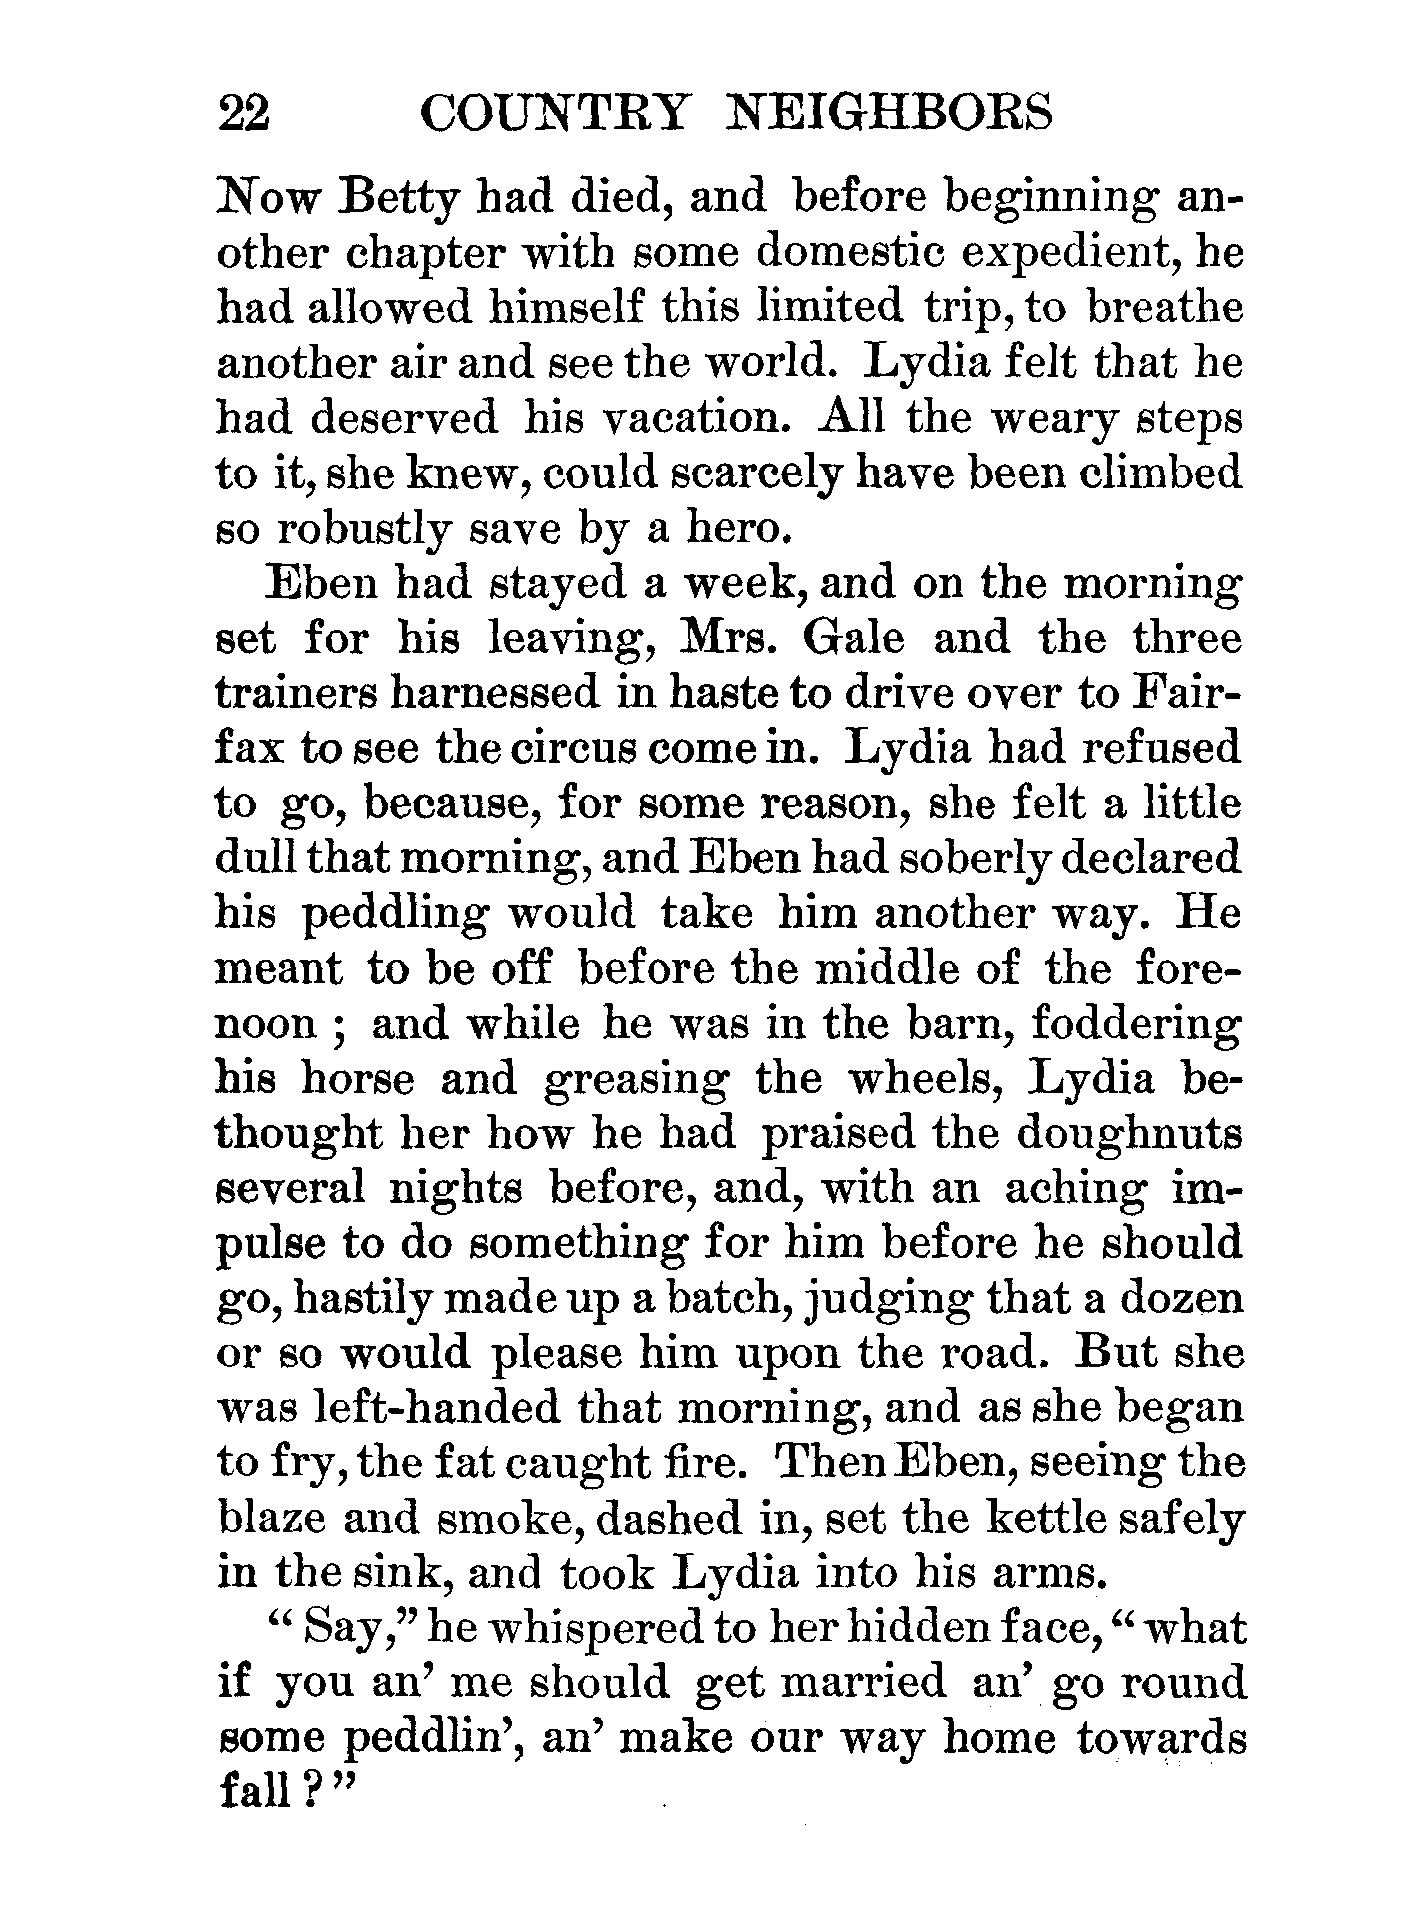 22 COUNTRY NEIGHBORS
Now Betty had died, and before beginning an-
other chapter with some domestic expedient, he
had allowed himself this limited trip, to breathe
another air and see the world. Lydia felt that he
had deserved his vacation. All the weary steps
to it, she knew, could scarcely have been climbed
so robustly save by a hero.
Eben had stayed a week, and on the morning
set for his leaving, Mrs. Gale and the three
trainers harnessed in haste to drive over to Fair-
fax to see the circus come in. Lydia had refused
to go, because, for some reason, she felt a little
dull that morning, and Eben had soberly declared
his peddling would take him another way. He
meant to be off before the middle of the fore-
noon ; and while he was in the barn, foddering
his horse and greasing the wheels, Lydia be-
thought her how he had praised the doughnuts
several nights before, and, with an aching im-
pulse to do something for him before he should
go, hastily made up a batch, judging that a dozen
or so would please him upon the road. But she
was left-handed that morning, and as she began
to fry, the fat caught fire. Then Eben, seeing the
blaze and smoke, dashed in, set the kettle safely
in the sink, and took Lydia into his arms.
“ Say,” he whispered to her hidden face, “ what
if you an’ me should get married an’ go round
some peddlin’, an’ make our way home towards
fall ? ”